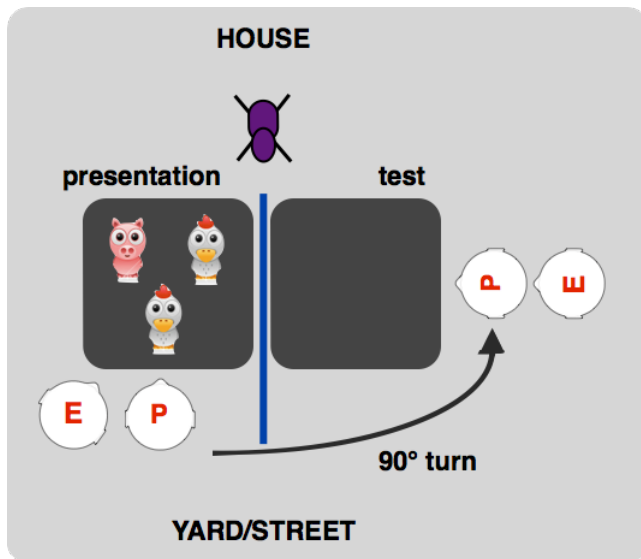 HOUSE
presentation
test
P
E
E
P
90° turn
YARD/STREET